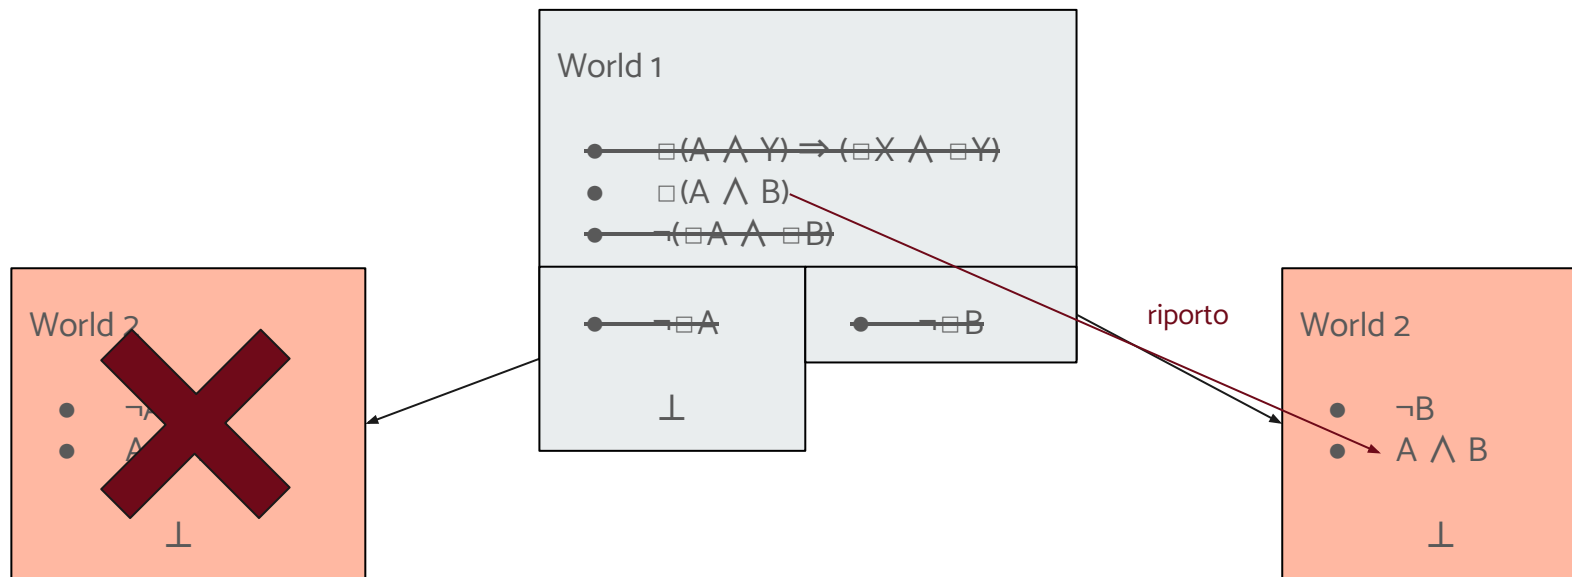 World 1
□(A ⋀ Y) ⇒ (□X ⋀ □Y)
□(A ⋀ B)
¬(□A ⋀ □B)
¬□A
¬□B
⊥
riporto
World 2
¬A
A
⊥
World 2
¬B
A ⋀ B
⊥